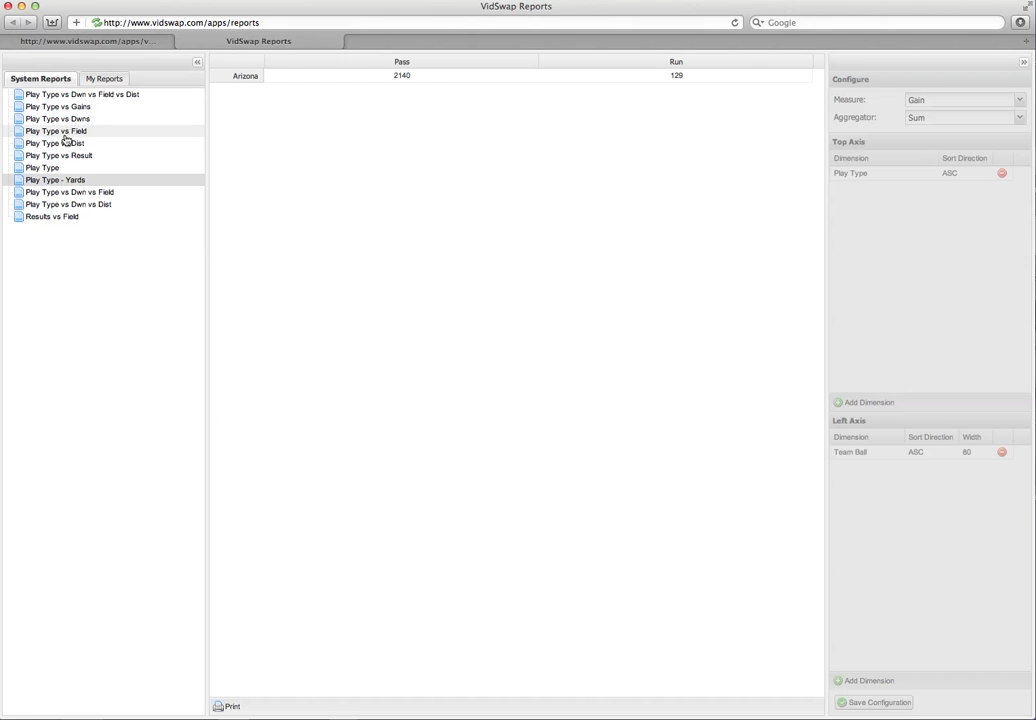 VidSwap Reports
http://www.vidswap.com/apps/reports
Google
http://www.vidswap.com/apps/v...
VidSwap Reports
System Reports
My Reports
Play Type vs Dwn vs Field vs Dist
Play Type vs Gains
Play Type vs Dwns
Play Type vs Field
Play Type Dist
Play Type vs Result
Play Type
Play Type - Yards
Play Type vs Dwn vs Field
Play Type vs Dwn vs Dist
Results vs Field
Pass Run
Arizona 2140 129
Print
Configure
Measure: Gain
Aggregator: Sum
Top Axis
Dimension Sort Direction
Play Type ASC
Add Dimension
Left Axis
Dimension Sort Direction Width
Team Ball ASC 80
Add Dimension
Save Configuration